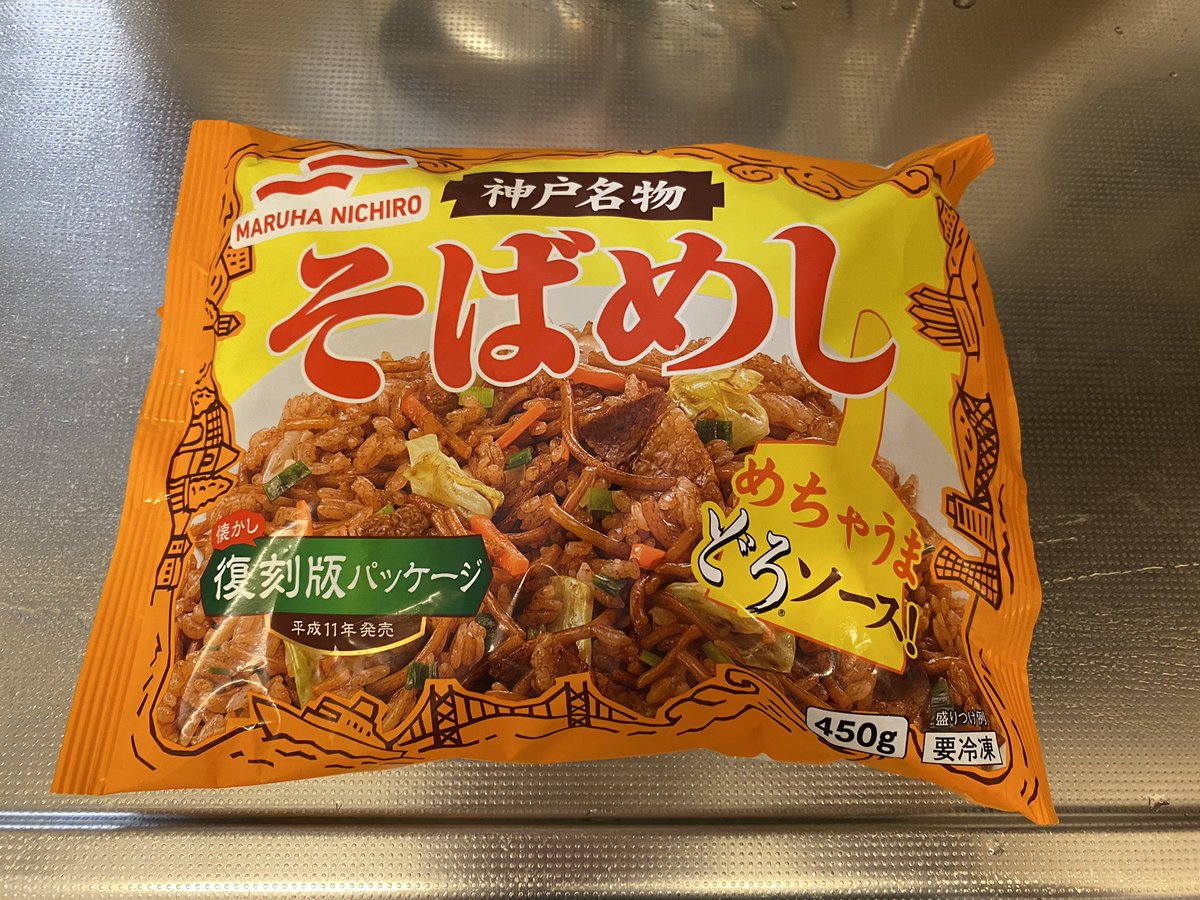 MARUHA NICHIRO
神戸名物
そばめし
めちゃうま
どろ®ソース!!
懐かし
復刻版パッケージ
平成11年発売
450g
盛りつけ例
要冷凍